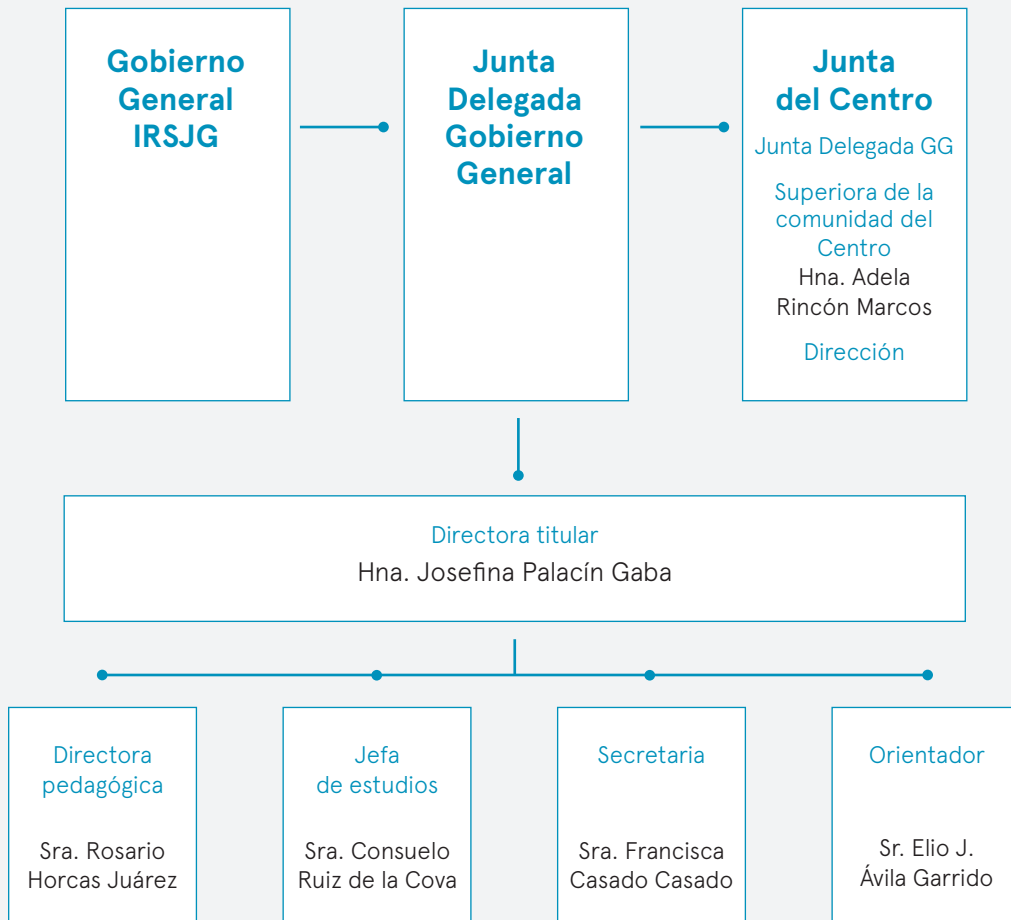 Gobierno
General
IRSJG
Junta
Delegada
Gobierno
General
Junta
del Centro
Junta Delegada GG
Superiora de la
comunidad del
Centro
Hna. Adela
Rincón Marcos
Dirección
Directora titular
Hna. Josefina Palacín Gaba
Directora
pedagógica
Sra. Rosario
Horcas Juárez
Jefa
de estudios
Sra. Consuelo
Ruiz de la Cova
Secretaria
Sra. Francisca
Casado Casado
Orientador
Sr. Elio J.
Ávila Garrido